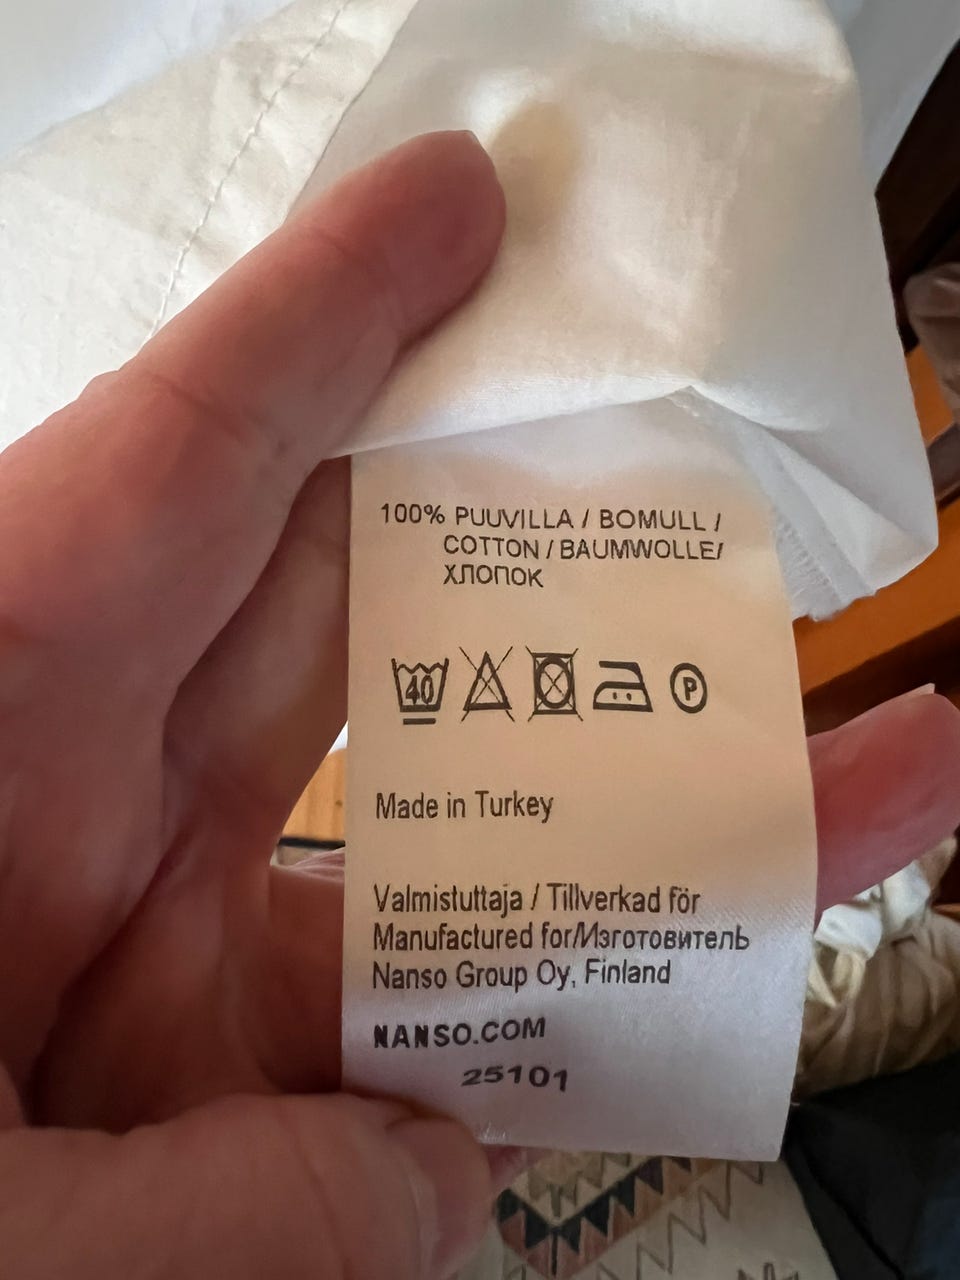 100% PUUVILLA / BOMULL /
COTTON / BAUMWOLLE/
ХЛОПОК
40 P
Made in Turkey
Valmistuttaja / Tillverkad för
Manufactured for/Изготовитель
Nanso Group Oy, Finland
NANSO.COM
25101